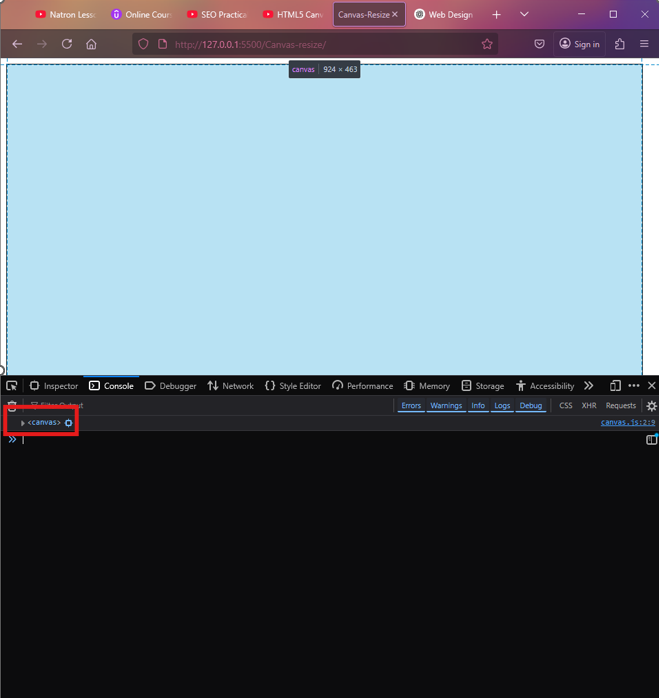 Natron Lesso
Online Coun
SEO Practica
HTML5 Canv
Canvas-Resize
Web Design
http://127.0.0.1:5500/Canvas-resize/
Sign in
canvas 924 × 463
Inspector
Console
Debugger
Network
{} Style Editor
Performance
Memory
Storage
Accessibility
Filter Output
Errors
Warnings
Info
Logs
Debug
CSS
XHR
Requests
<canvas>
canvas.js:2:9